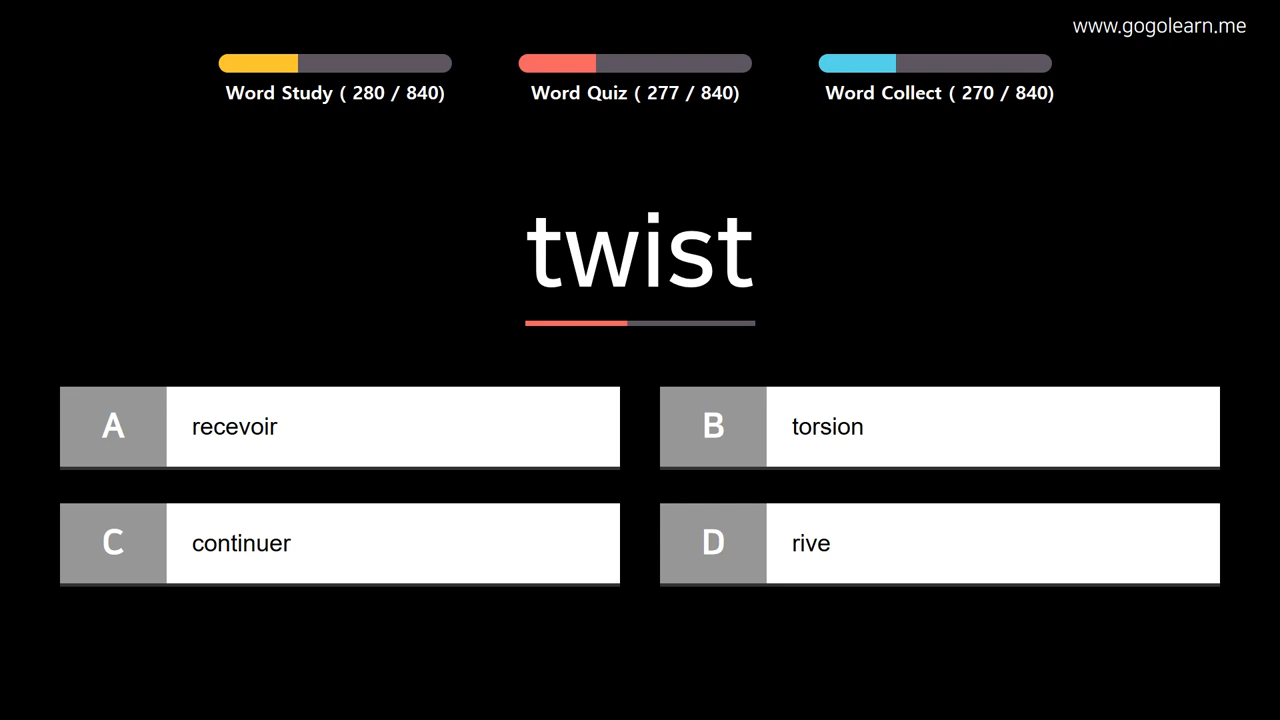 www.gogolearn.me
Word Study ( 280 / 840)
Word Quiz ( 277 / 840)
Word Collect ( 270 / 840)
twist
A recevoir
B torsion
C continuer
D rive